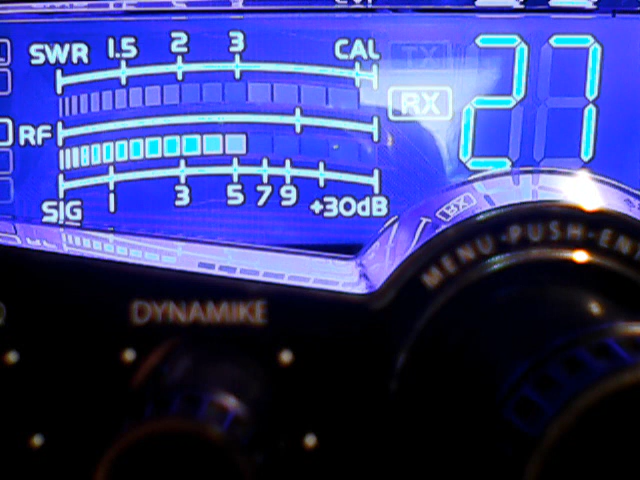 SWR 1.5 2 3 CAL
TX
RX
27
RF
1 3 5 7 9 +30dB
SIG
RX
MENU·PUSH·EN
DYNAMIKE